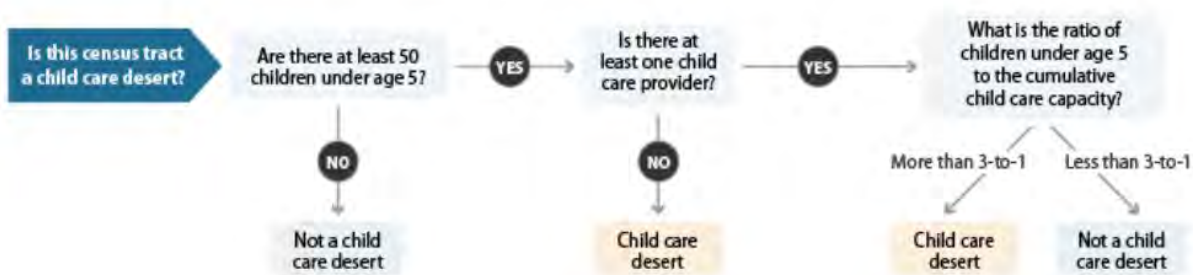 Is this census tract
a child care desert?
Are there at least 50
children under age 5?
YES
Is there at
least one child
care provider?
YES
What is the ratio of
children under age 5
to the cumulative
child care capacity?
NO
NO
More than 3-to-1
Less than 3-to-1
Not a child
care desert
Child care
desert
Child care
desert
Not a child
care desert